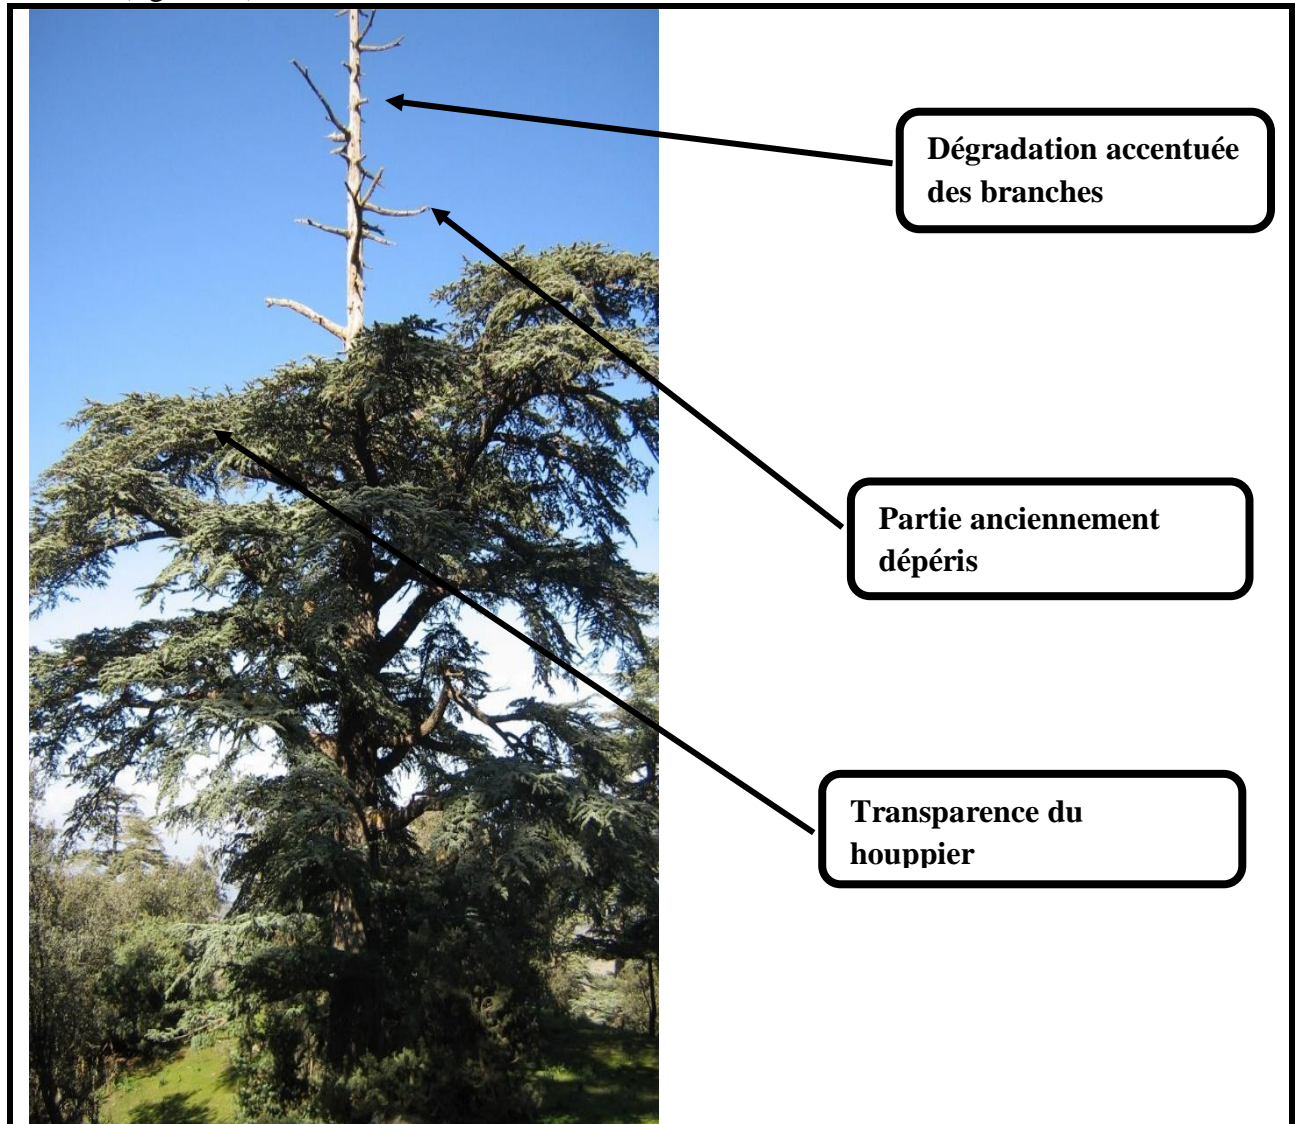 Dégradation accentuée
des branches
Partie anciennement
dépéris
Transparence du
houppier